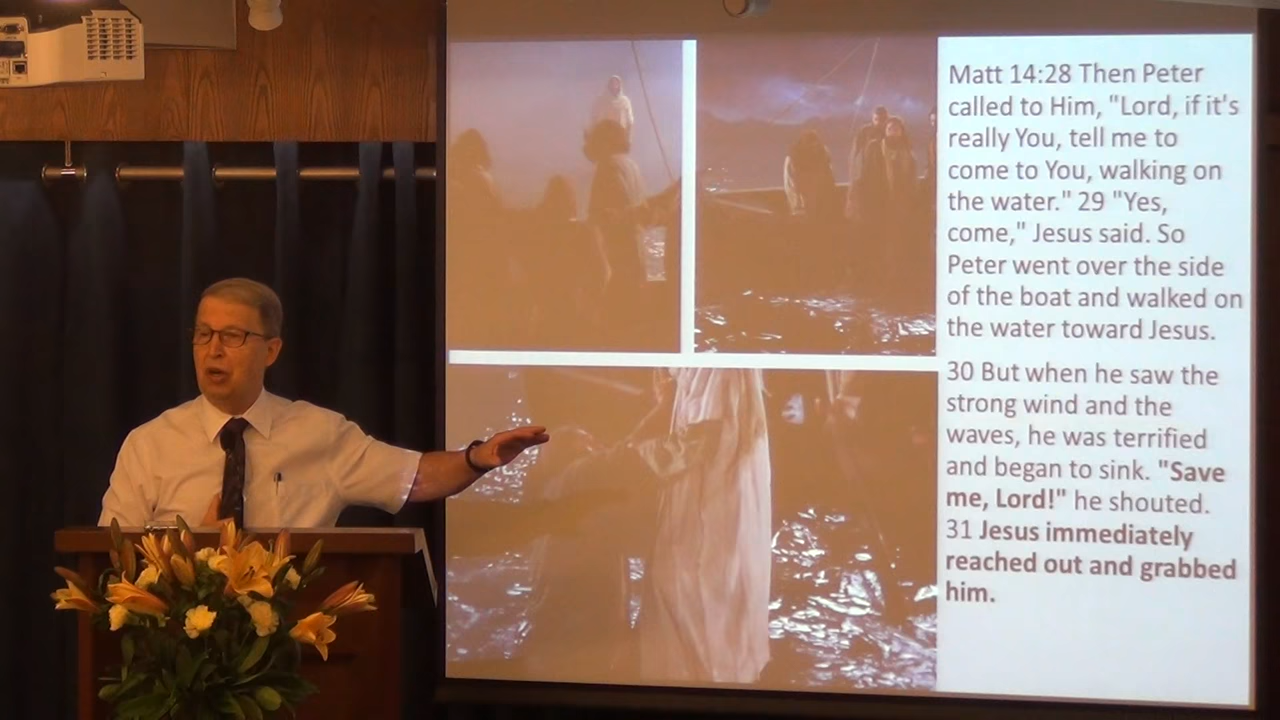 Matt 14:28 Then Peter
called to Him, "Lord, if it's
really You, tell me to
come to You, walking on
the water." 29 "Yes,
come," Jesus said. So
Peter went over the side
of the boat and walked on
the water toward Jesus.
30 But when he saw the
strong wind and the
waves, he was terrified
and began to sink. "Save
me, Lord!" he shouted.
31 Jesus immediately
reached out and grabbed
him.